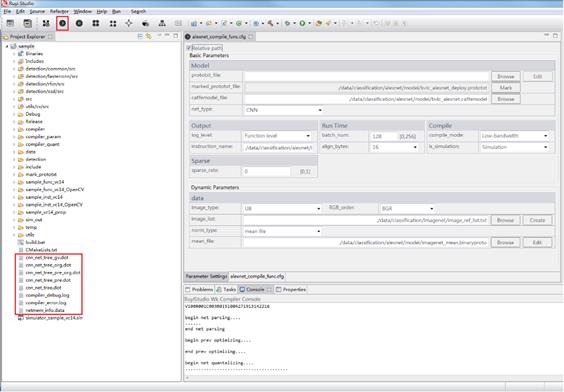 Ruyi Studio
File Edit Source Refactor Navigate Search Project Run Window Help
Project Explorer
sample
Binaries
Includes
detection/common/src
detection/fasterrcnn/src
detection/rfcn/src
detection/ssd/src
src
utils/rw/src
Debug
Release
compiler
compiler_param
compiler_quant
data
detection
include
mark_prototxt
sample_func_vc14
sample_func_vc14_OpenCV
sample_inst_vc14
sample_inst_vc14_OpenCV
sample_vc14_prop
sim_out
temp
utils
build.bat
CMakeLists.txt
cnn_net_tree_gv.dot
cnn_net_tree_org.dot
cnn_net_tree_pre_org.dot
cnn_net_tree_pre.dot
cnn_net_tree.dot
compiler_debug.log
compiler_error.log
netmem_info.data
simulator_sample_vc14.sln
alexnet_compile_func.cfg
Relative path
Basic Parameters
Model
prototxt_file: Browse Edit
marked_prototxt_file: ./data/classification/alexnet/model/bvlc_alexnet_deploy.prototxt Mark
caffemodel_file: ./data/classification/alexnet/model/bvlc_alexnet.caffemodel Browse
net_type: CNN
Output Run Time Compile
log_level: Function level batch_num: 128 [0,256] compile_mode: Low-bandwidth
instruction_name: ./data/classification/alexnet/ align_bytes: 16 is_simulation: Simulation
Sparse
sparse_rate: 0 [0,1]
Dynamic Parameters
data
image_type: U8 RGB_order: BGR
image_list: ./data/classification/alexnet/imagenet/image_ref_list.txt Browse Create
norm_type: mean file
mean_file: ./data/classification/alexnet/model/imagenet_mean.binaryproto Browse Edit
Parameter Settings alexnet_compile_func.cfg
Problems Tasks Console Properties
RuyiStudio Wk Compiler Console
begin net parsing....
......
end net parsing
begin prev optimizing....
end prev optimizing....
begin net quantalizing....